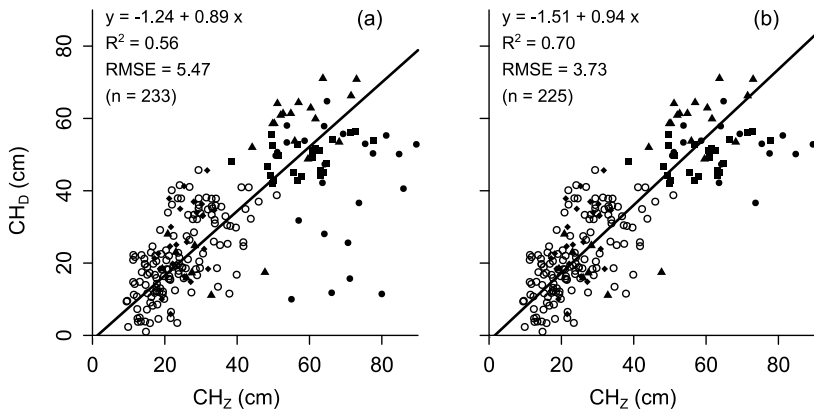 y = -1.24 + 0.89 x
(a)
R² = 0.56
RMSE = 5.47
(n = 233)
80
60
40
20
0
CH_D (cm)
0 20 40 60 80
CH_Z (cm)
y = -1.51 + 0.94 x
(b)
R² = 0.70
RMSE = 3.73
(n = 225)
0 20 40 60 80
CH_Z (cm)